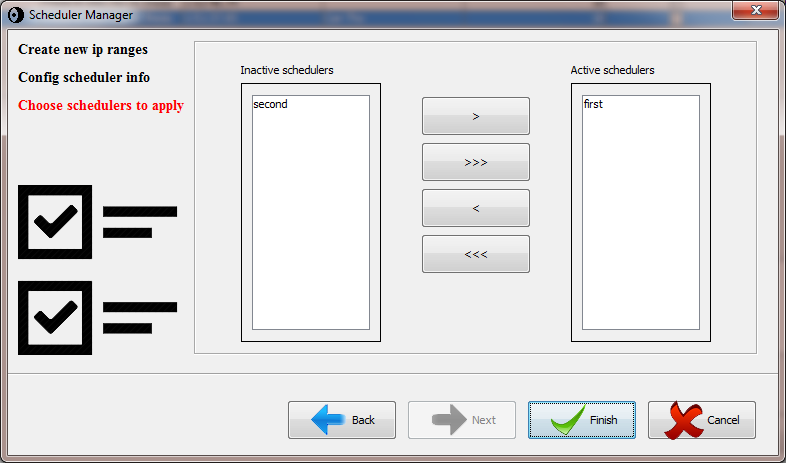 Scheduler Manager
Create new ip ranges
Config scheduler info
Choose schedulers to apply
Inactive schedulers
second
>
>>>
<
<<<
Active schedulers
first
Back
Next
Finish
Cancel